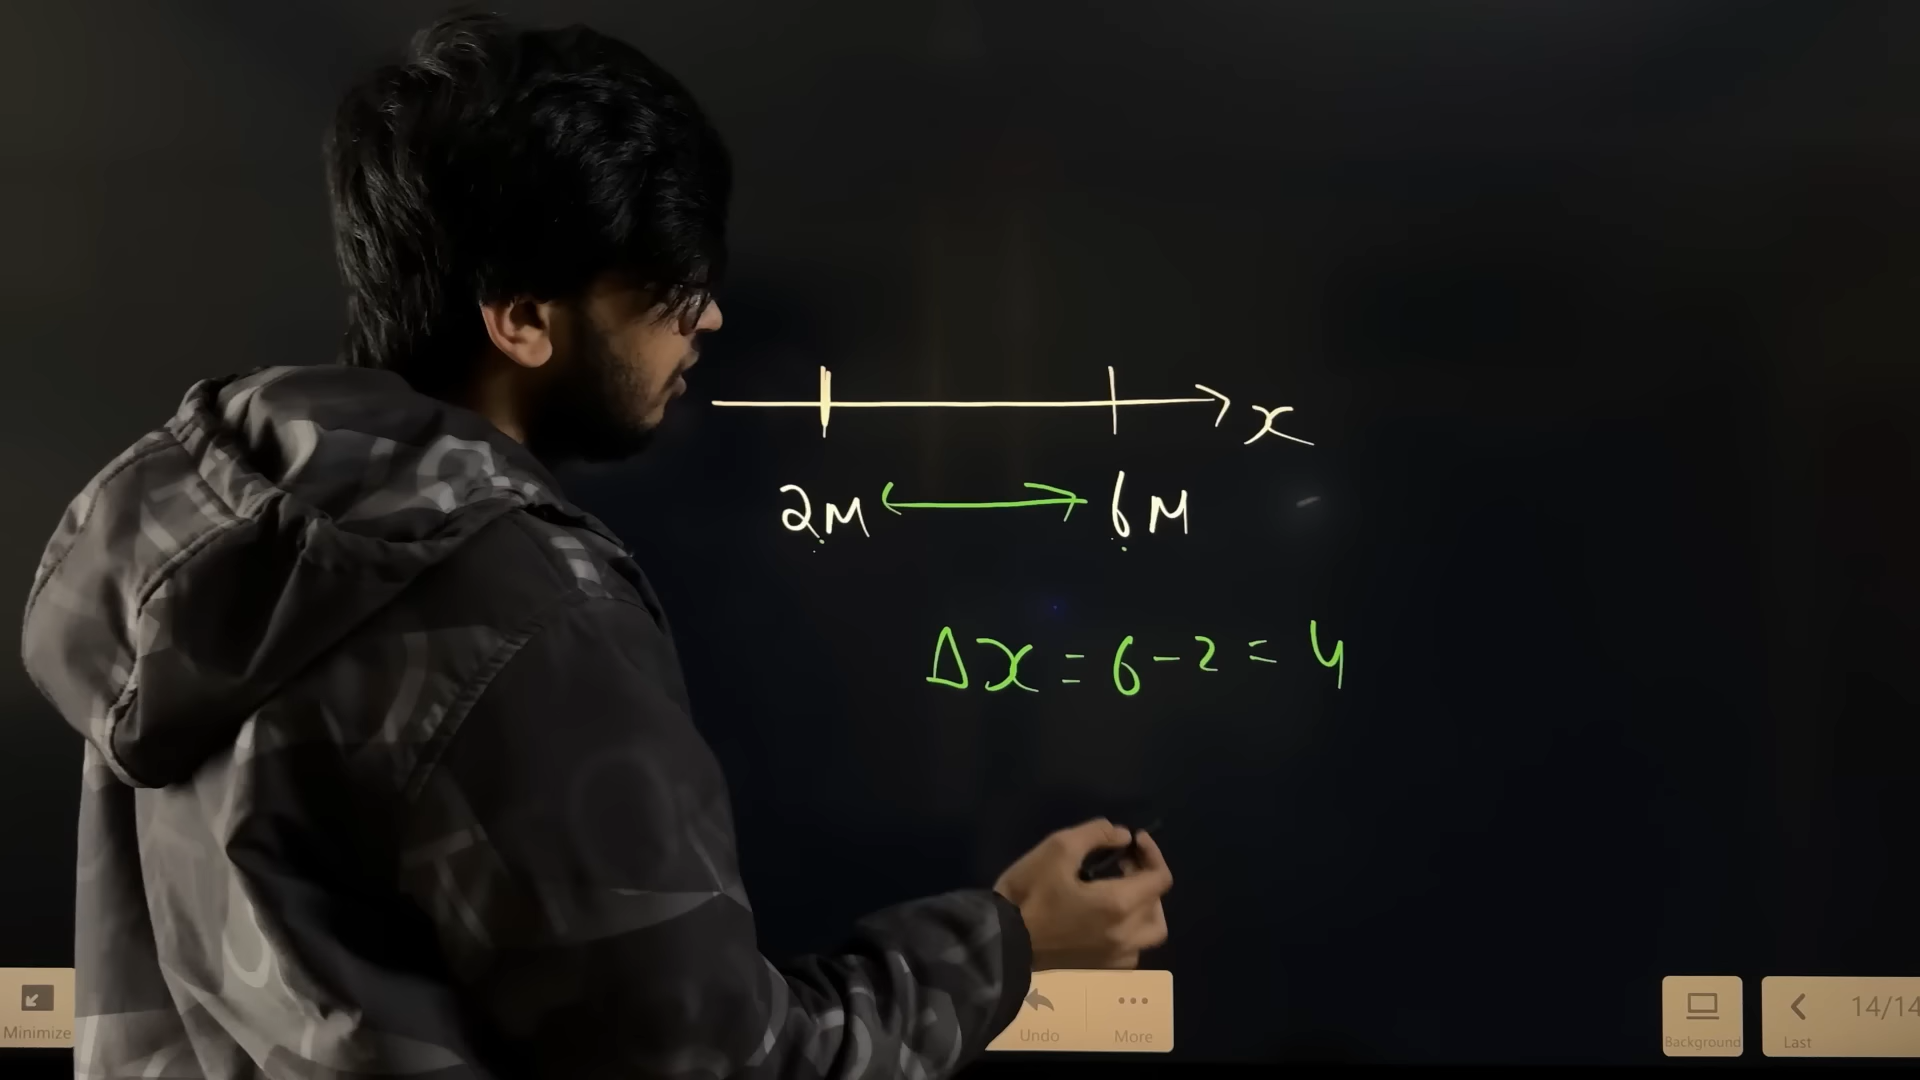 x
2M 6M
Δx = 6 - 2 = 4
Minimize
Undo
More
Background
Last
14/14